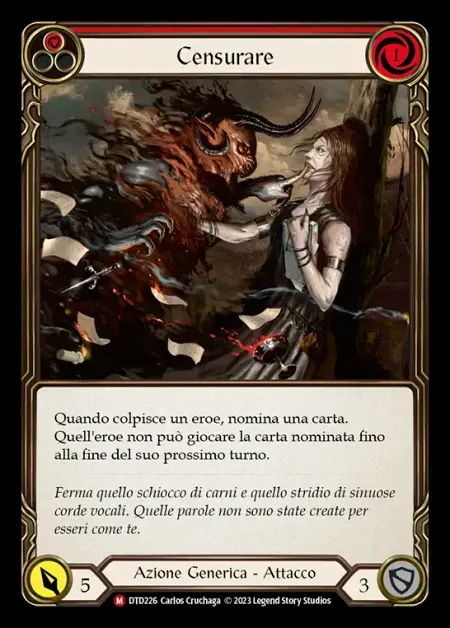 Censurare
1
Quando colpisce un eroe, nomina una carta.
Quell'eroe non può giocare la carta nominata fino
alla fine del suo prossimo turno.
Ferma quello schiocco di carni e quello stridio di sinuose
corde vocali. Quelle parole non sono state create per
esseri come te.
5
Azione Generica - Attacco
3
M DTD226 Carlos Cruchaga © 2023 Legend Story Studios